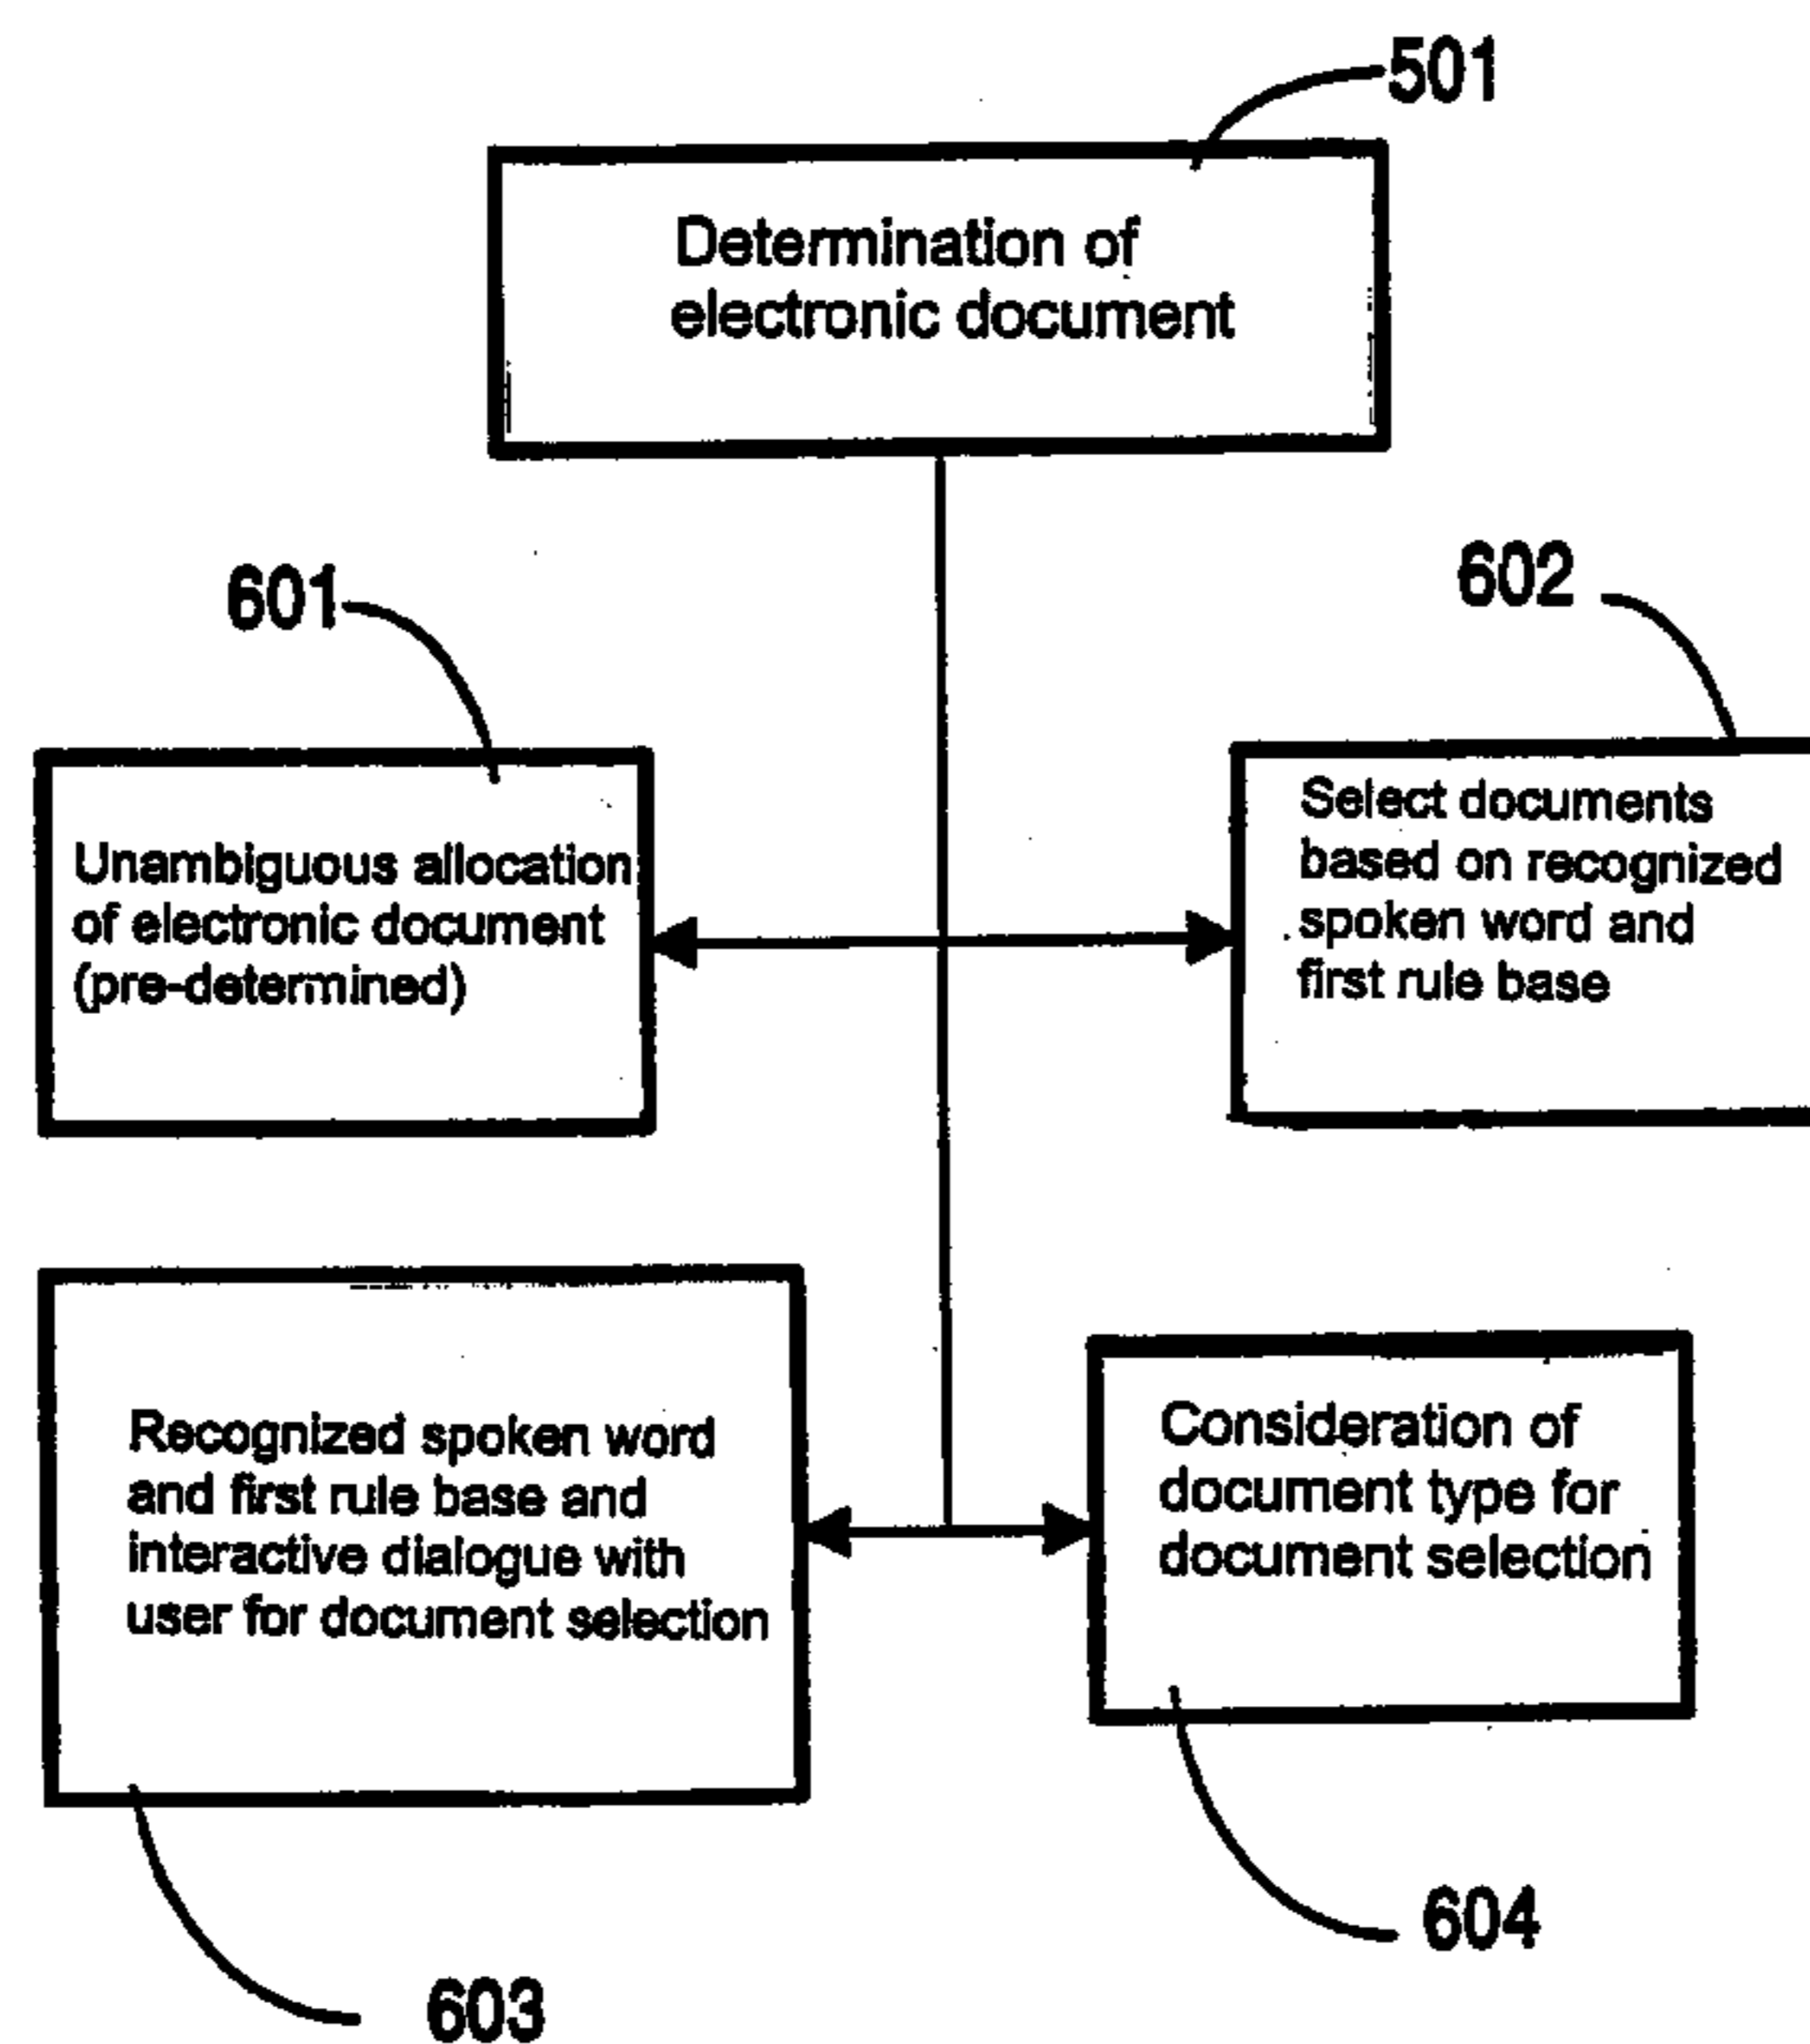 501
Determination of
electronic document
601
602
Unambiguous allocation
of electronic document
(pre-determined)
Select documents
based on recognized
spoken word and
first rule base
Recognized spoken word
and first rule base and
interactive dialogue with
user for document selection
Consideration of
document type for
document selection
604
603